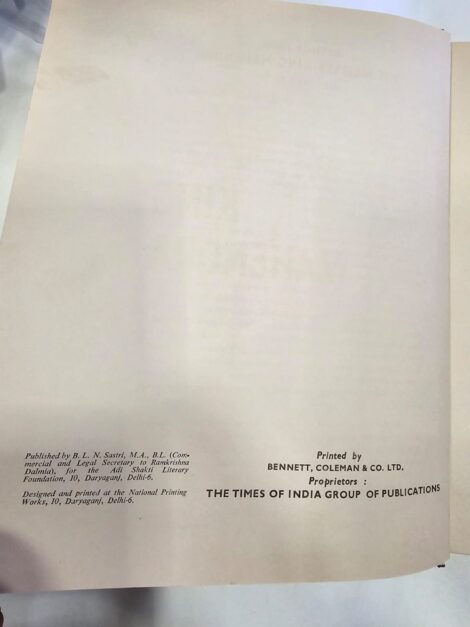 Published by B. L. N. Sastri, M.A., B.L. (Com-
mercial and Legal Secretary to Ramkrishna
Dalmia), for the Adi Shakti Literary
Foundation, 10, Daryaganj, Delhi-6.
Designed and printed at the National Printing
Works, 10, Daryaganj, Delhi-6.
Printed by
BENNETT, COLEMAN & CO. LTD.
Proprietors :
THE TIMES OF INDIA GROUP OF PUBLICATIONS